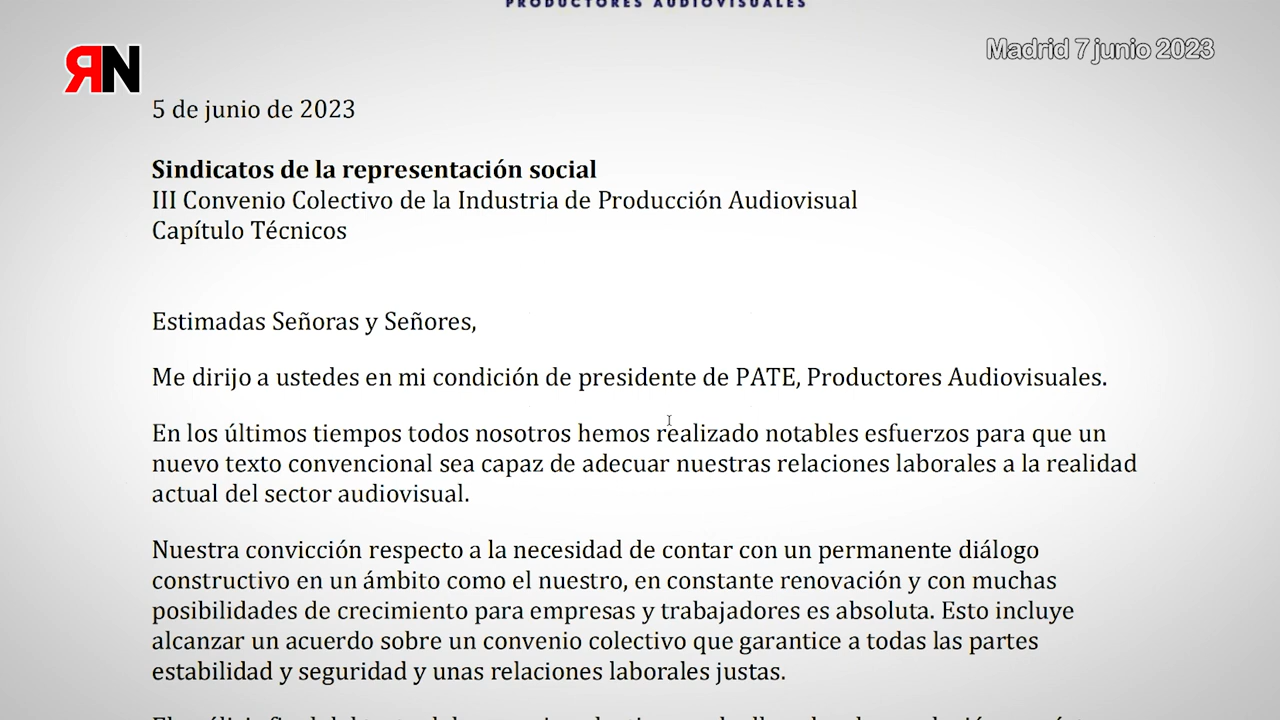 PRODUCTORES AUDIOVISUALES
RN
Madrid 7 junio 2023
5 de junio de 2023
Sindicatos de la representación social
III Convenio Colectivo de la Industria de Producción Audiovisual
Capítulo Técnicos
Estimadas Señoras y Señores,
Me dirijo a ustedes en mi condición de presidente de PATE, Productores Audiovisuales.
En los últimos tiempos todos nosotros hemos realizado notables esfuerzos para que un
nuevo texto convencional sea capaz de adecuar nuestras relaciones laborales a la realidad
actual del sector audiovisual.
Nuestra convicción respecto a la necesidad de contar con un permanente diálogo
constructivo en un ámbito como el nuestro, en constante renovación y con muchas
posibilidades de crecimiento para empresas y trabajadores es absoluta. Esto incluye
alcanzar un acuerdo sobre un convenio colectivo que garantice a todas las partes
estabilidad y seguridad y unas relaciones laborales justas.